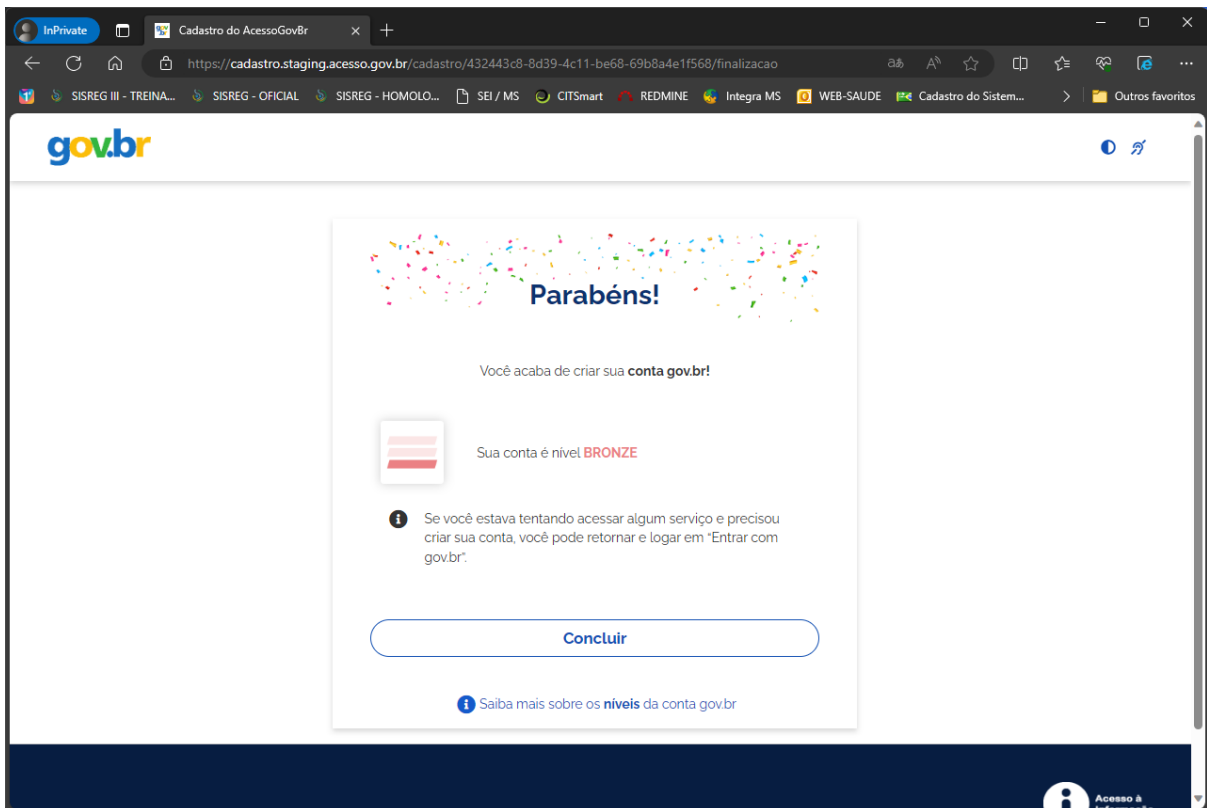 InPrivate
Cadastro do AcessoGovBr
https://cadastro.staging.acesso.gov.br/cadastro/432443c8-8d39-4c11-be68-69b8a4e1f568/finalizacao
SISREG III - TREINA...
SISREG - OFICIAL
SISREG - HOMOLO...
SEI / MS
CITSmart
REDMINE
Integra MS
WEB-SAUDE
Cadastro do Sistem...
Outros favoritos
gov.br
Parabéns!
Você acaba de criar sua conta gov.br!
Sua conta é nível BRONZE
Se você estava tentando acessar algum serviço e precisou
criar sua conta, você pode retornar e logar em “Entrar com
gov.br”.
Concluir
Saiba mais sobre os níveis da conta gov.br
Acesso à
Informação